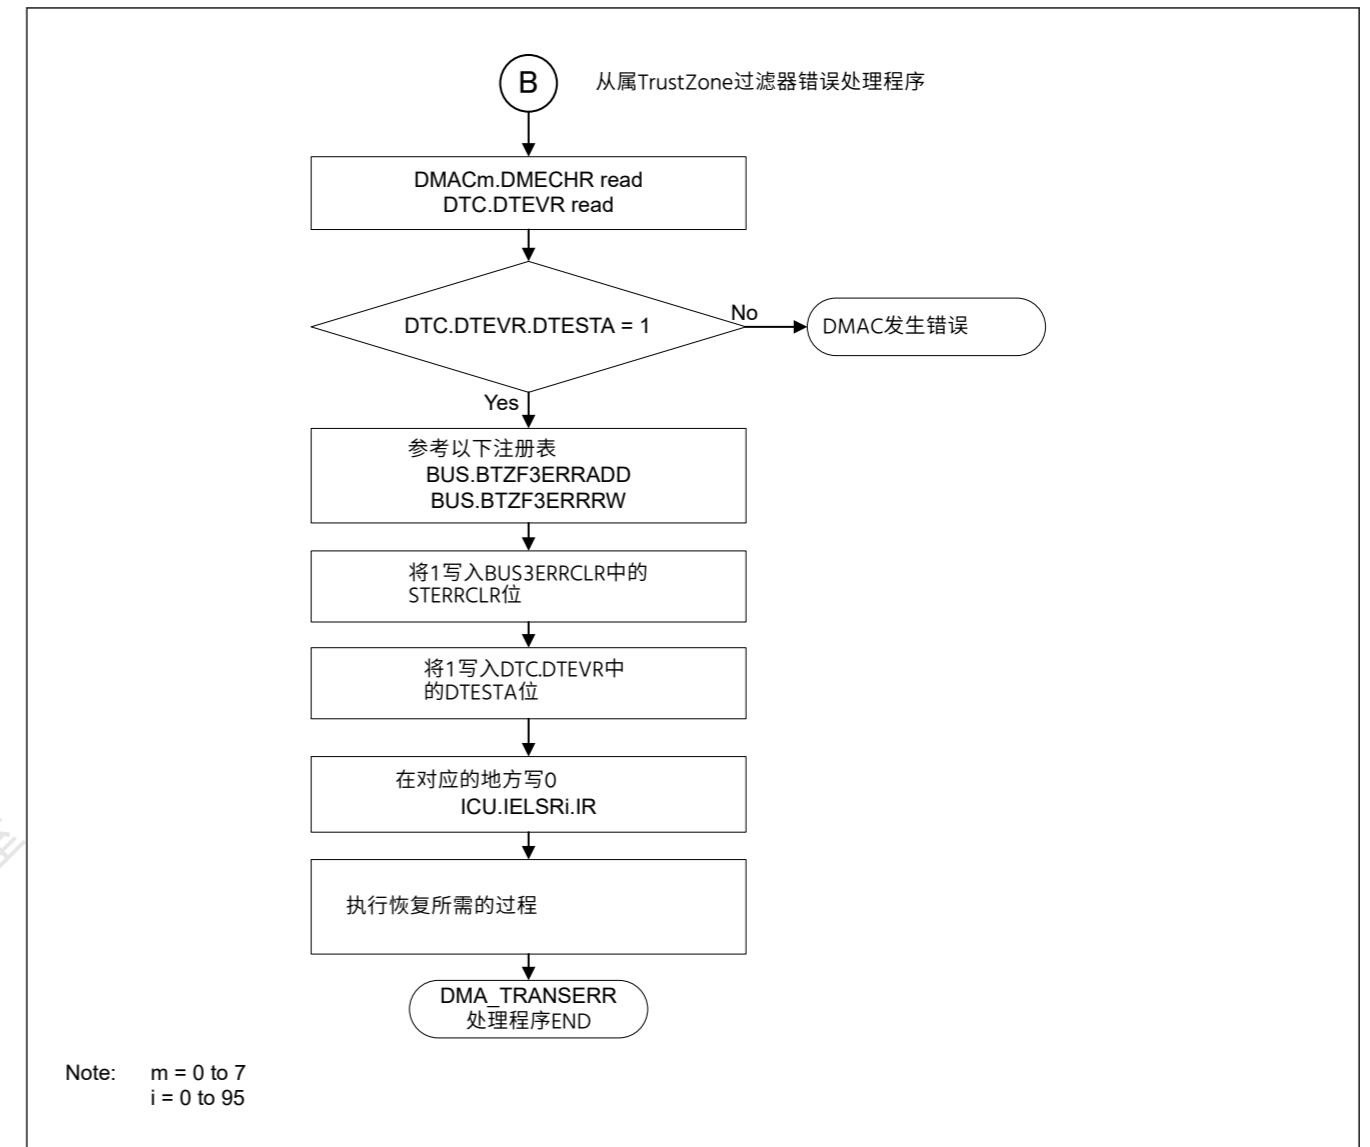 B
从属TrustZone过滤器错误处理程序
DMACm.DMECHR read
DTC.DTEVR read
DTC.DTEVR.DTESTA = 1
No
DMAC发生错误
Yes
参考以下注册表
BUS.BTZF3ERRADD
BUS.BTZF3ERRRW
将1写入BUS3ERRCLR中的
STERRCLR位
将1写入DTC.DTEVR中
的DTESTA位
在对应的地方写0
ICU.IELSRi.IR
执行恢复所需的过程
DMA_TRANSERR
处理程序END
Note: m = 0 to 7
i = 0 to 95